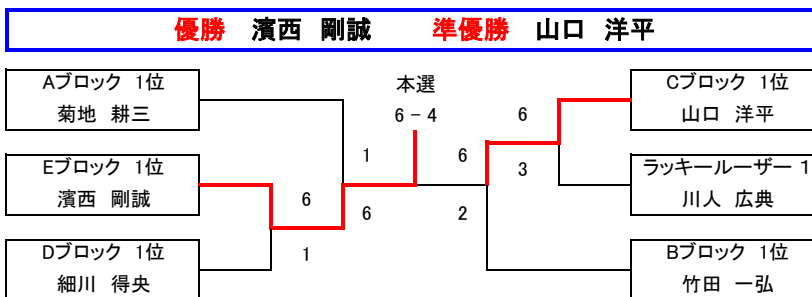 優勝 濱西 剛誠 準優勝 山口 洋平
Aブロック 1位
菊地 耕三
本選
6 − 4
Cブロック 1位
山口 洋平
6
1
6
3
Eブロック 1位
濱西 剛誠
ラッキールーザー 1
川人 広典
6
6
2
1
Dブロック 1位
細川 得央
Bブロック 1位
竹田 一弘